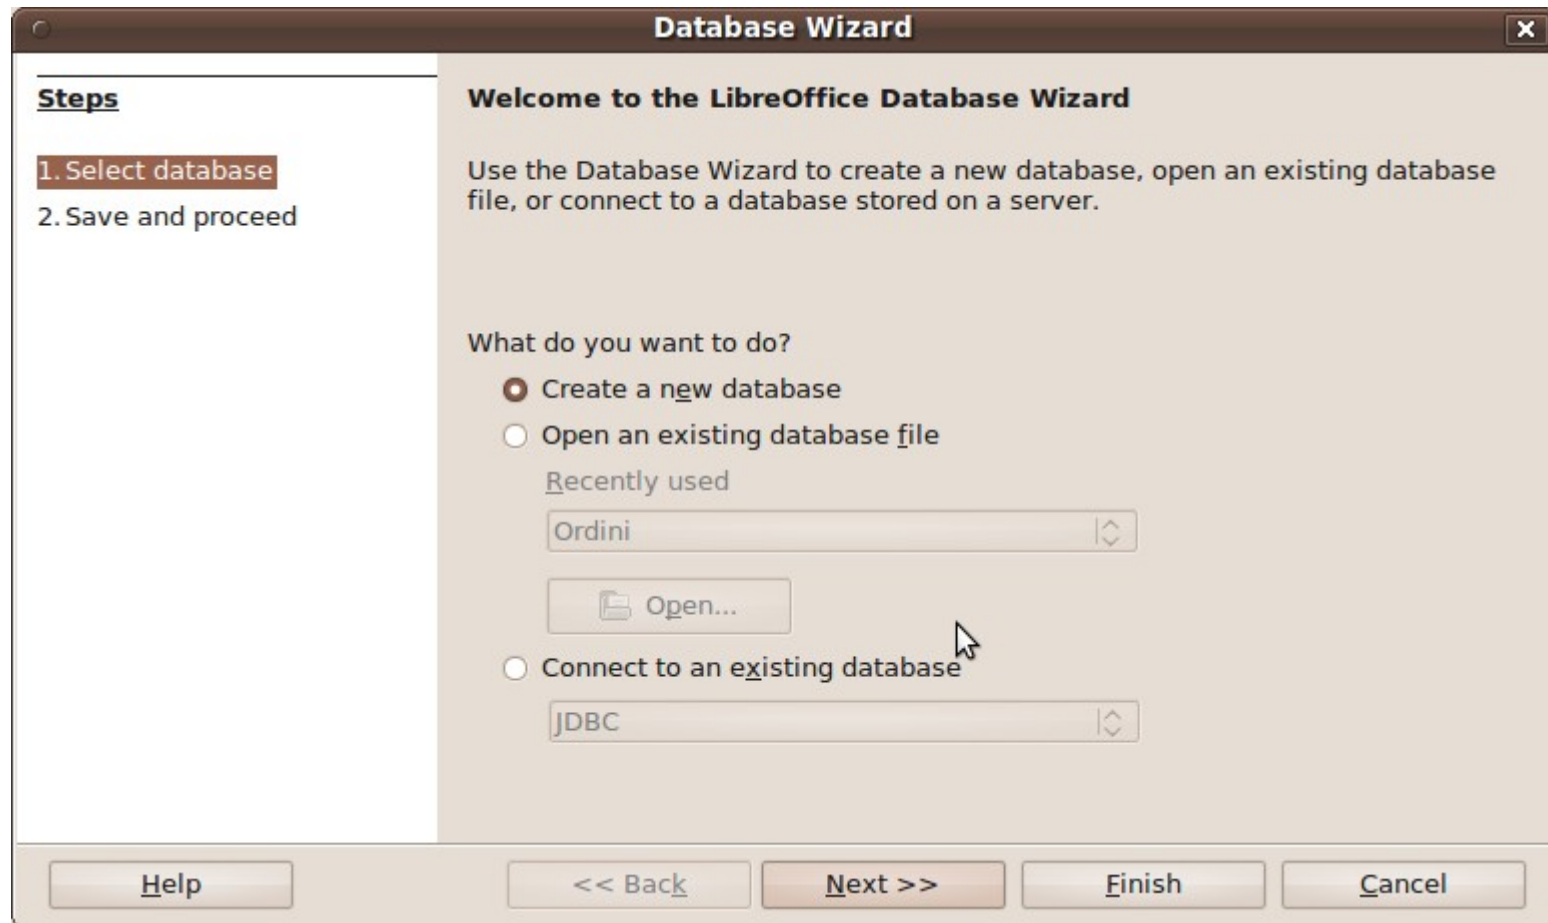 Database Wizard
Steps
1. Select database
2. Save and proceed
Welcome to the LibreOffice Database Wizard
Use the Database Wizard to create a new database, open an existing database
file, or connect to a database stored on a server.
What do you want to do?
Create a new database
Open an existing database file
Recently used
Ordini
Open...
Connect to an existing database
JDBC
Help
<< Back
Next >>
Finish
Cancel